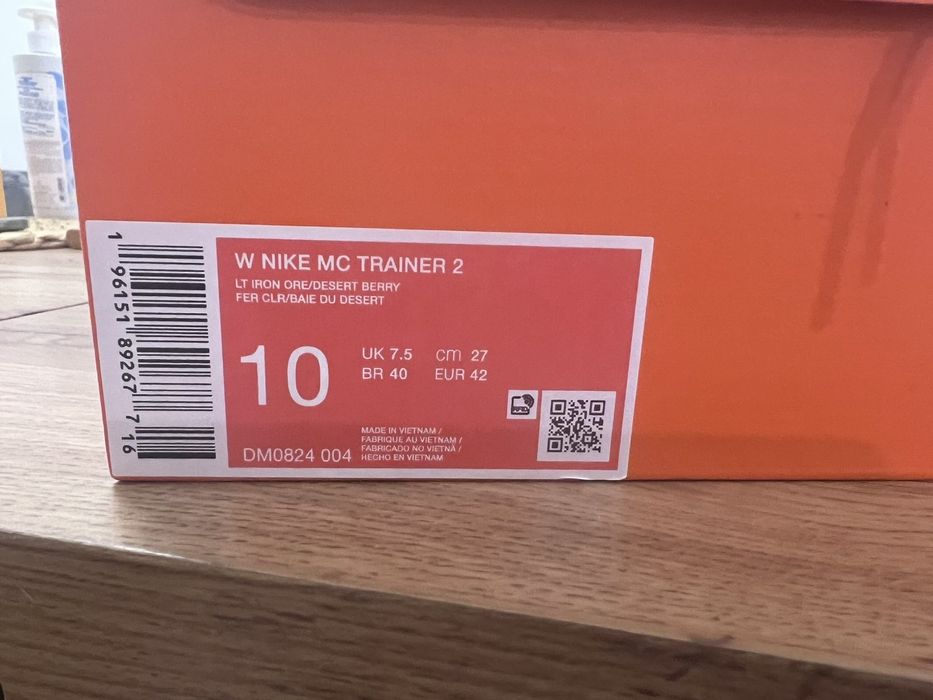 W NIKE MC TRAINER 2
LT IRON ORE/DESERT BERRY
FER CLR/BAIE DU DESERT
10
UK 7.5 cm 27
BR 40 EUR 42
MADE IN VIETNAM /
FABRIQUE AU VIETNAM /
FABRICADO NO VIETNÃ /
HECHO EN VIETNAM
DM0824 004
1 96151 89267 7 16